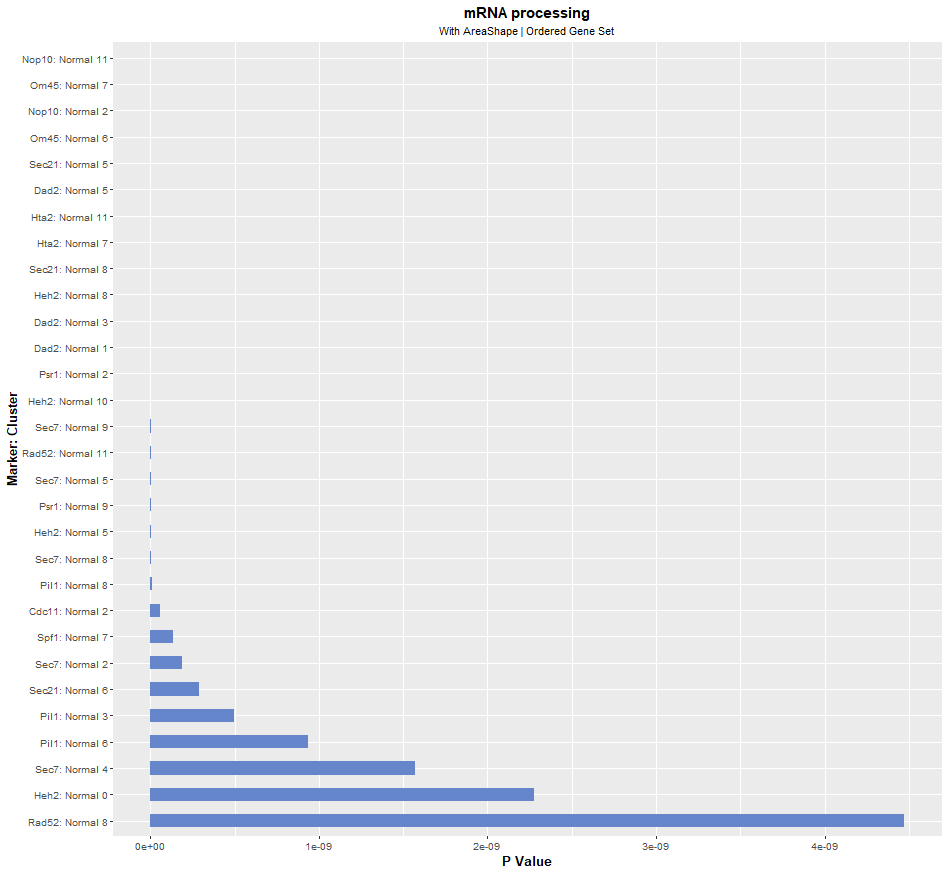 mRNA processing
With AreaShape | Ordered Gene Set
Marker: Cluster
Nop10: Normal 11
Om45: Normal 7
Nop10: Normal 2
Om45: Normal 6
Sec21: Normal 5
Dad2: Normal 5
Hta2: Normal 11
Hta2: Normal 7
Sec21: Normal 8
Heh2: Normal 8
Dad2: Normal 3
Dad2: Normal 1
Psr1: Normal 2
Heh2: Normal 10
Sec7: Normal 9
Rad52: Normal 11
Sec7: Normal 5
Psr1: Normal 9
Heh2: Normal 5
Sec7: Normal 8
Pil1: Normal 8
Cdc11: Normal 2
Spf1: Normal 7
Sec7: Normal 2
Sec21: Normal 6
Pil1: Normal 3
Pil1: Normal 6
Sec7: Normal 4
Heh2: Normal 0
Rad52: Normal 8
0e+00 1e-09 2e-09 3e-09 4e-09
P Value